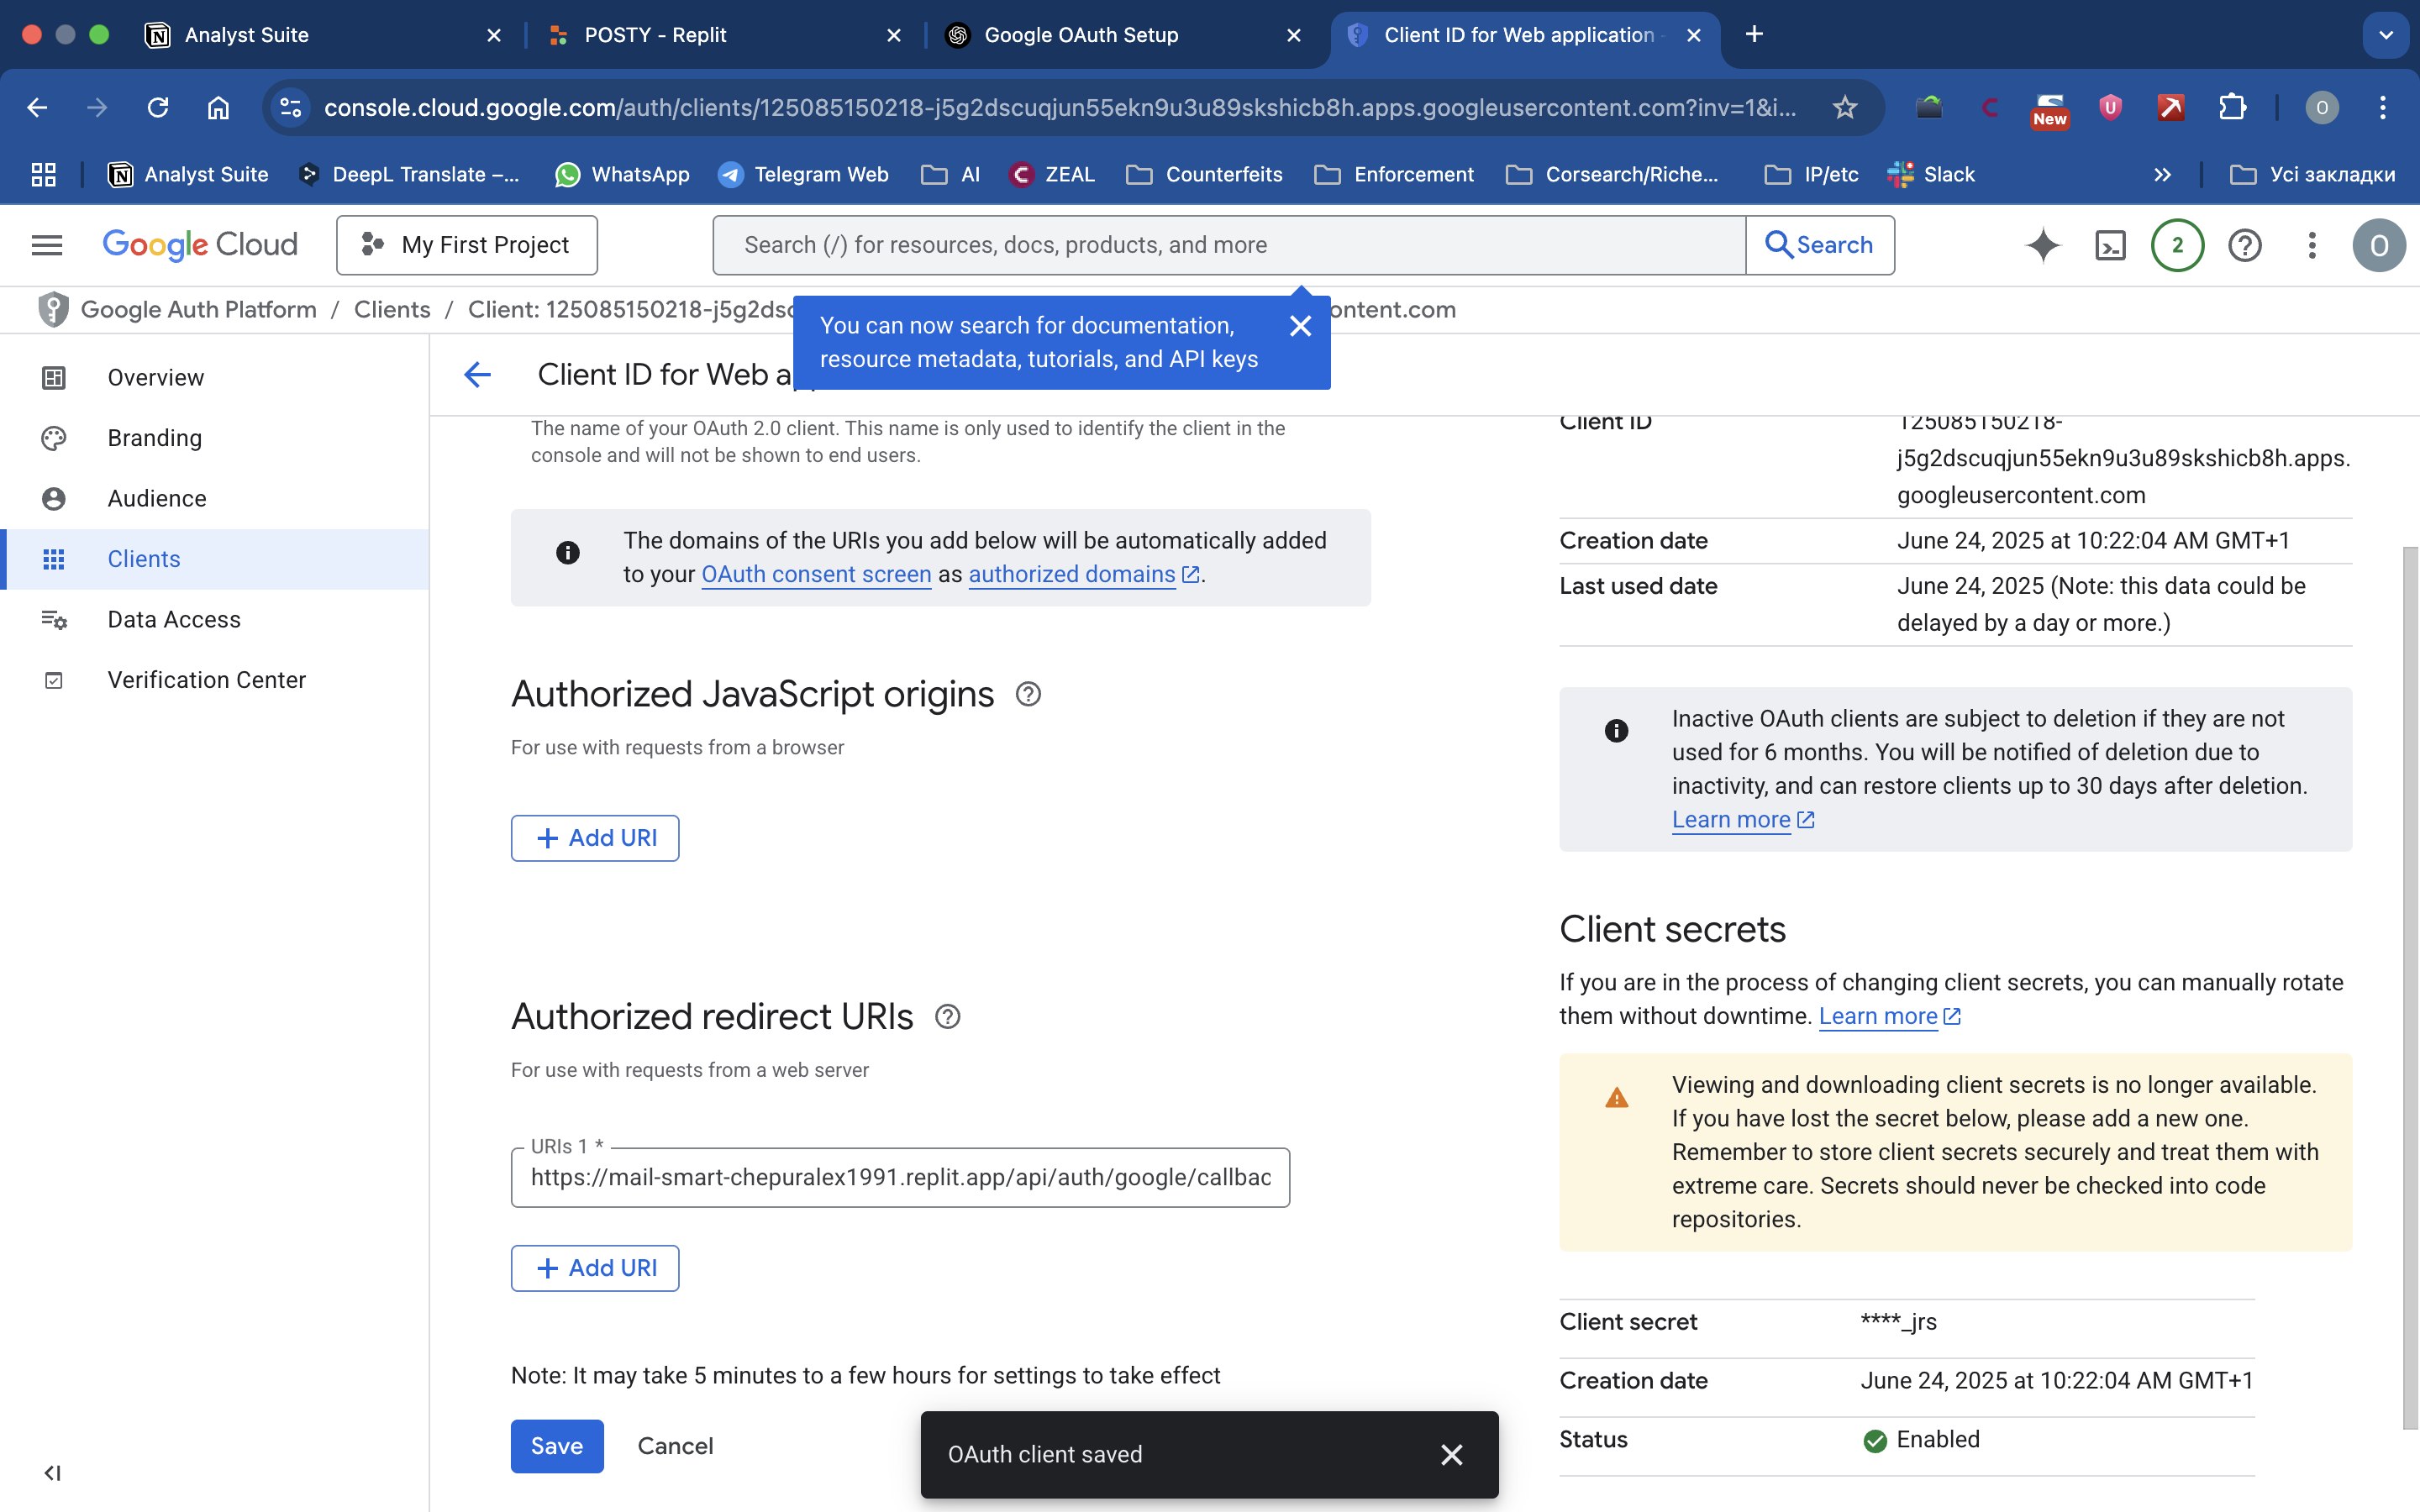 Analyst Suite
POSTY - Replit
Google OAuth Setup
Client ID for Web application -
console.cloud.google.com/auth/clients/125085150218-j5g2dscuqjun55ekn9u3u89skshicb8h.apps.googleusercontent.com?inv=1&i...
New
O
Analyst Suite
DeepL Translate –...
WhatsApp
Telegram Web
AI
ZEAL
Counterfeits
Enforcement
Corsearch/Riche...
IP/etc
Slack
Усі закладки
Google Cloud
My First Project
Search (/) for resources, docs, products, and more
Search
2
O
Google Auth Platform / Clients / Client: 125085150218-j5g2dsc
ontent.com
You can now search for documentation,
resource metadata, tutorials, and API keys
Overview
Branding
Audience
Clients
Data Access
Verification Center
Client ID for Web ap
The name of your OAuth 2.0 client. This name is only used to identify the client in the
console and will not be shown to end users.
The domains of the URIs you add below will be automatically added
to your OAuth consent screen as authorized domains.
Authorized JavaScript origins
For use with requests from a browser
+ Add URI
Authorized redirect URIs
For use with requests from a web server
URIs 1 *
https://mail-smart-chepuralex1991.replit.app/api/auth/google/callbac
+ Add URI
Note: It may take 5 minutes to a few hours for settings to take effect
Save
Cancel
Client ID
125085150218-
j5g2dscuqjun55ekn9u3u89skshicb8h.apps.
googleusercontent.com
Creation date
June 24, 2025 at 10:22:04 AM GMT+1
Last used date
June 24, 2025 (Note: this data could be
delayed by a day or more.)
Inactive OAuth clients are subject to deletion if they are not
used for 6 months. You will be notified of deletion due to
inactivity, and can restore clients up to 30 days after deletion.
Learn more
Client secrets
If you are in the process of changing client secrets, you can manually rotate
them without downtime. Learn more
Viewing and downloading client secrets is no longer available.
If you have lost the secret below, please add a new one.
Remember to store client secrets securely and treat them with
extreme care. Secrets should never be checked into code
repositories.
Client secret
****_jrs
Creation date
June 24, 2025 at 10:22:04 AM GMT+1
Status
Enabled
OAuth client saved